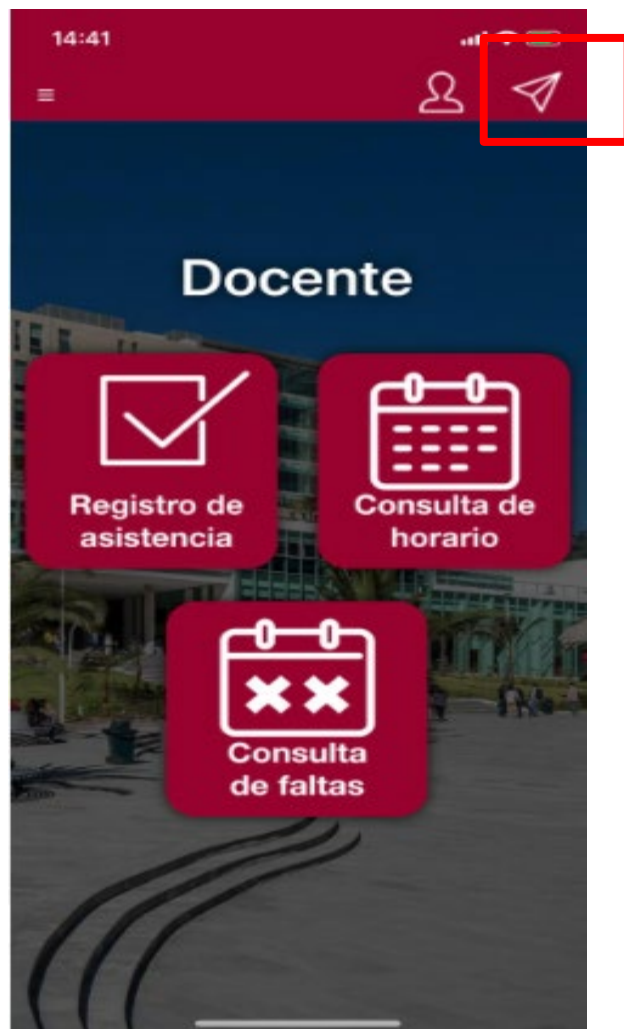 14:41
Docente
Registro de
asistencia
Consulta de
horario
Consulta
de faltas